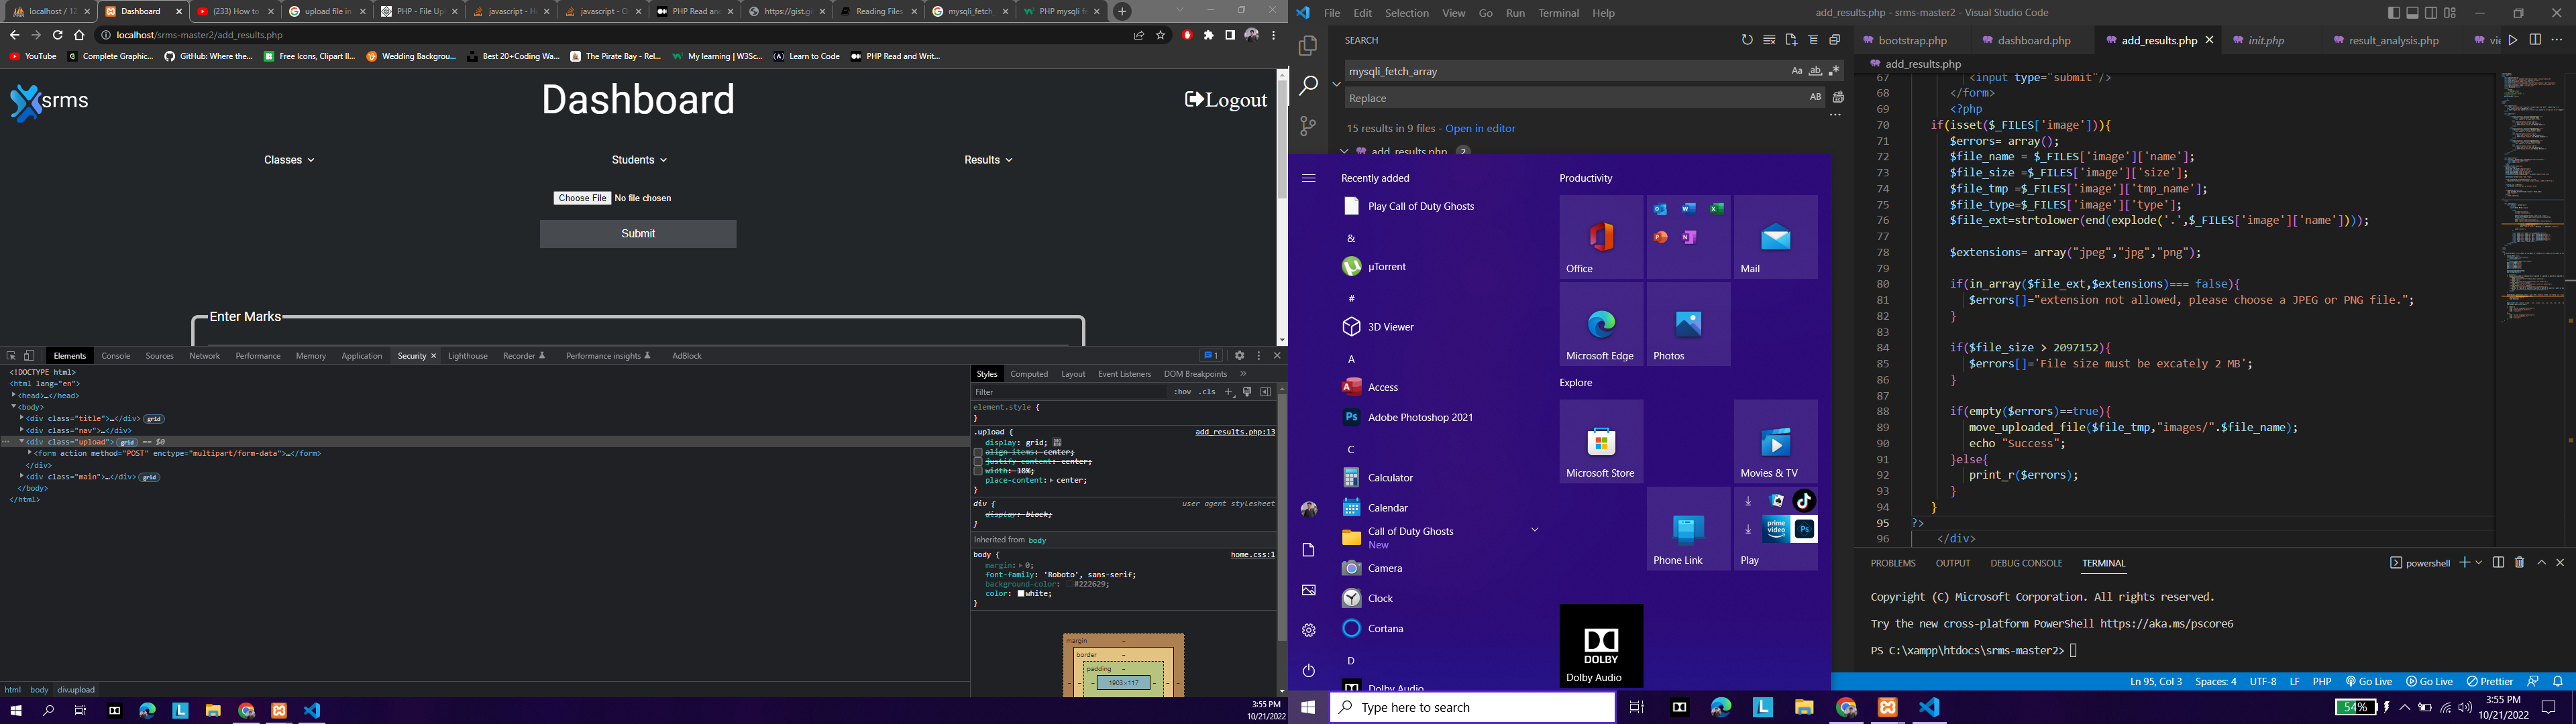 localhost / 12
Dashboard
(233) How to
upload file in
PHP - File Upl
javascript - H
javascript - C
PHP Read and
https://gist.gi
Reading Files
mysqli_fetch_
PHP mysqli f
localhost/srms-master2/add_results.php
YouTube
Complete Graphic...
GitHub: Where the...
Free Icons, Clipart Il...
Wedding Backgrou...
Best 20+Coding Wa...
The Pirate Bay - Rel...
My learning | W3Sc...
Learn to Code
PHP Read and Writ...
srms
Dashboard
Logout
Classes
Students
Results
Choose File No file chosen
Submit
Enter Marks
Elements
Console
Sources
Network
Performance
Memory
Application
Security
Lighthouse
Recorder
Performance insights
AdBlock
1
<!DOCTYPE html>
<html lang="en">
<head>…</head>
<body>
<div class="title">…</div> grid
<div class="nav">…</div>
<div class="upload"> grid == $0
<form action method="POST" enctype="multipart/form-data">…</form>
</div>
<div class="main">…</div> grid
</body>
</html>
Styles
Computed
Layout
Event Listeners
DOM Breakpoints
Filter
:hov .cls
element.style {
}
.upload {
add_results.php:13
display: grid;
align-items: center;
justify-content: center;
width: 18%;
place-content: center;
}
div {
user agent stylesheet
display: block;
}
Inherited from body
body {
home.css:1
margin: 0;
font-family: 'Roboto', sans-serif;
background-color: #222629;
color: white;
}
margin
border
padding
1903×117
html body div.upload
3:55 PM
10/21/2022
File Edit Selection View Go Run Terminal Help
add_results.php - srms-master2 - Visual Studio Code
SEARCH
mysqli_fetch_array
Aa ab
Replace
AB
15 results in 9 files - Open in editor
add_results.php 2
Recently added
Play Call of Duty Ghosts
&
µTorrent
#
3D Viewer
A
Access
Adobe Photoshop 2021
C
Calculator
Calendar
Call of Duty Ghosts
New
Camera
Clock
Cortana
D
Dolby Audio
Productivity
Office
Mail
Microsoft Edge
Photos
Explore
Microsoft Store
Movies & TV
Phone Link
prime video
Play
DOLBY
Dolby Audio
Type here to search
bootstrap.php
dashboard.php
add_results.php
init.php
result_analysis.php
vie
add_results.php
67 <input type="submit"/>
68 </form>
69 <?php
70 if(isset($_FILES['image'])){
71 $errors= array();
72 $file_name = $_FILES['image']['name'];
73 $file_size =$_FILES['image']['size'];
74 $file_tmp =$_FILES['image']['tmp_name'];
75 $file_type=$_FILES['image']['type'];
76 $file_ext=strtolower(end(explode('.',$_FILES['image']['name'])));
77
78 $extensions= array("jpeg","jpg","png");
79
80 if(in_array($file_ext,$extensions)=== false){
81 $errors[]="extension not allowed, please choose a JPEG or PNG file.";
82 }
83
84 if($file_size > 2097152){
85 $errors[]='File size must be excately 2 MB';
86 }
87
88 if(empty($errors)==true){
89 move_uploaded_file($file_tmp,"images/".$file_name);
90 echo "Success";
91 }else{
92 print_r($errors);
93 }
94 }
95 ?>
96 </div>
PROBLEMS
OUTPUT
DEBUG CONSOLE
TERMINAL
powershell
Copyright (C) Microsoft Corporation. All rights reserved.
Try the new cross-platform PowerShell https://aka.ms/pscore6
PS C:\xampp\htdocs\srms-master2>
Ln 95, Col 3
Spaces: 4
UTF-8
LF
PHP
Go Live
Go Live
Prettier
54%
3:55 PM
10/21/2022